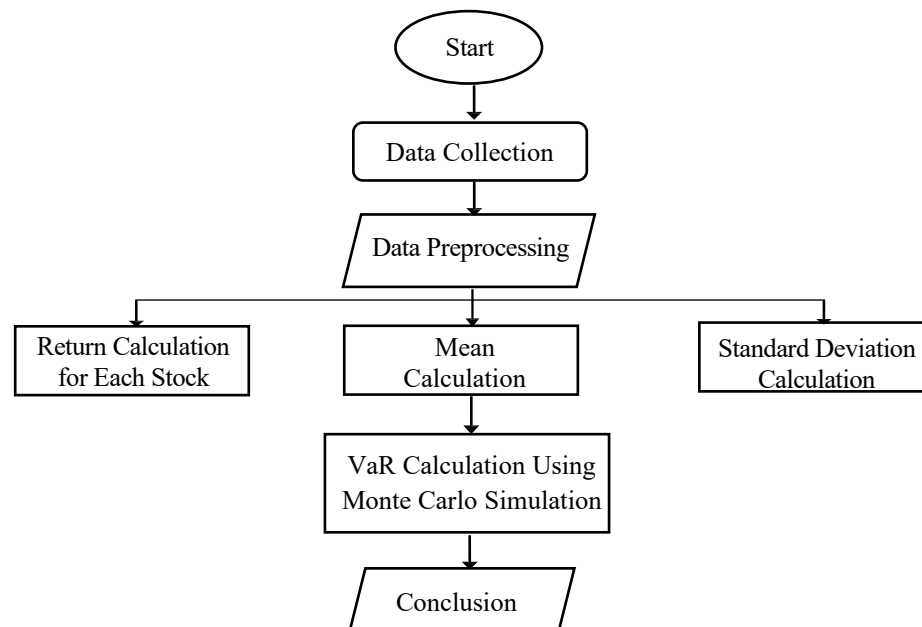 Start
Data Collection
Data Preprocessing
Return Calculation
for Each Stock
Mean
Calculation
Standard Deviation
Calculation
VaR Calculation Using
Monte Carlo Simulation
Conclusion